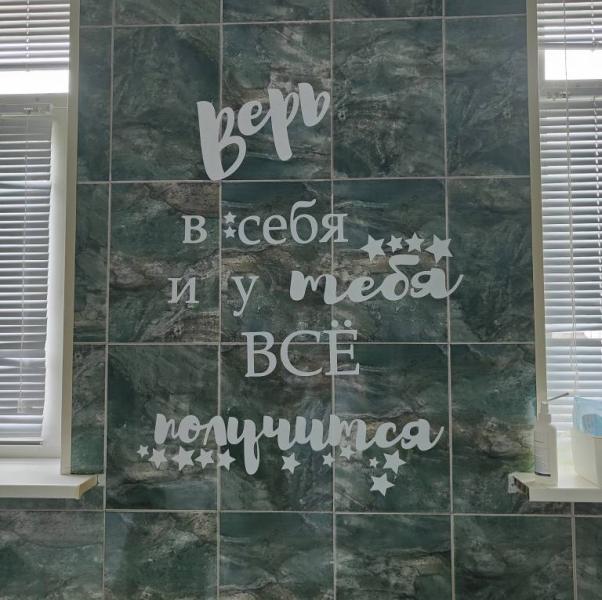 Верь
в себя
и у тебя
ВСЁ
получится